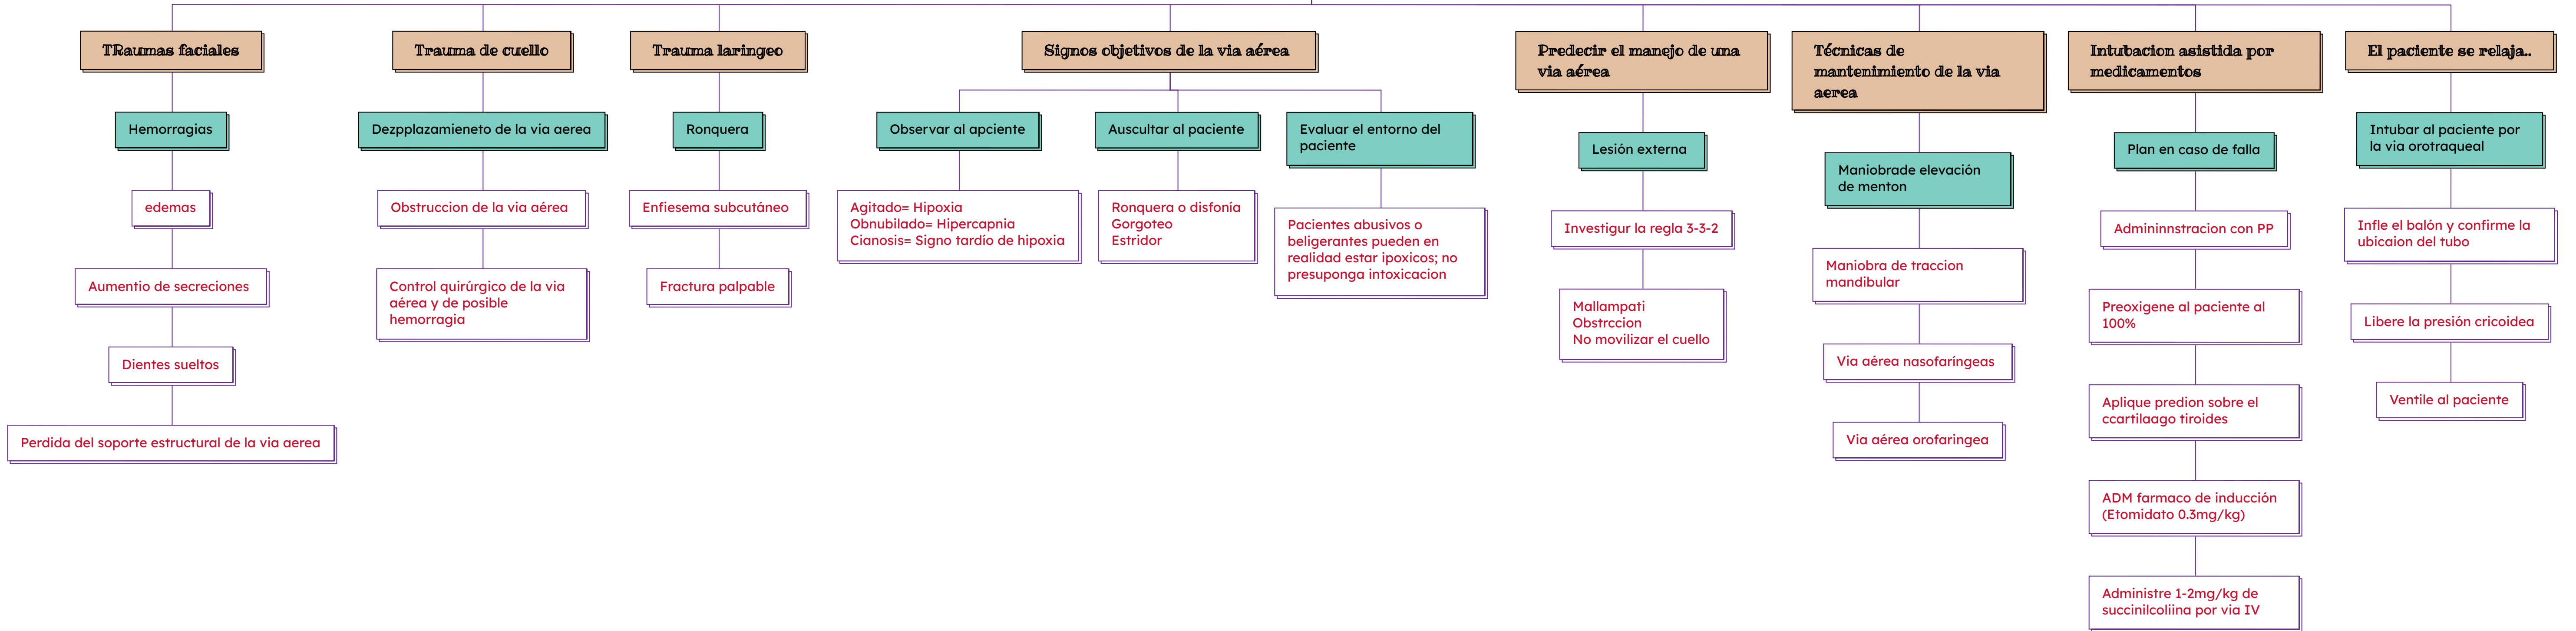 TRaumas faciales
Hemorragias
edemas
Aumentio de secreciones
Dientes sueltos
Perdida del soporte estructural de la via aerea
Trauma de cuello
Dezpplazamieneto de la via aerea
Obstruccion de la via aérea
Control quirúrgico de la via
aérea y de posible
hemorragia
Trauma laringeo
Ronquera
Enfiesema subcutáneo
Fractura palpable
Signos objetivos de la via aérea
Observar al apciente
Agitado= Hipoxia
Obnubilado= Hipercapnia
Cianosis= Signo tardío de hipoxia
Auscultar al paciente
Ronquera o disfonía
Gorgoteo
Estridor
Evaluar el entorno del
paciente
Pacientes abusivos o
beligerantes pueden en
realidad estar ipoxicos; no
presuponga intoxicacion
Predecir el manejo de una
via aérea
Lesión externa
Investigur la regla 3-3-2
Mallampati
Obstrccion
No movilizar el cuello
Técnicas de
mantenimiento de la via
aerea
Maniobrade elevación
de menton
Maniobra de traccion
mandibular
Via aérea nasofaríngeas
Via aérea orofaringea
Intubacion asistida por
medicamentos
Plan en caso de falla
Admininnstracion con PP
Preoxigene al paciente al
100%
Aplique predion sobre el
ccartilaago tiroides
ADM farmaco de inducción
(Etomidato 0.3mg/kg)
Administre 1-2mg/kg de
succinilcoliina por via IV
El paciente se relaja..
Intubar al paciente por
la via orotraqueal
Infle el balón y confirme la
ubicaion del tubo
Libere la presión cricoidea
Ventile al paciente